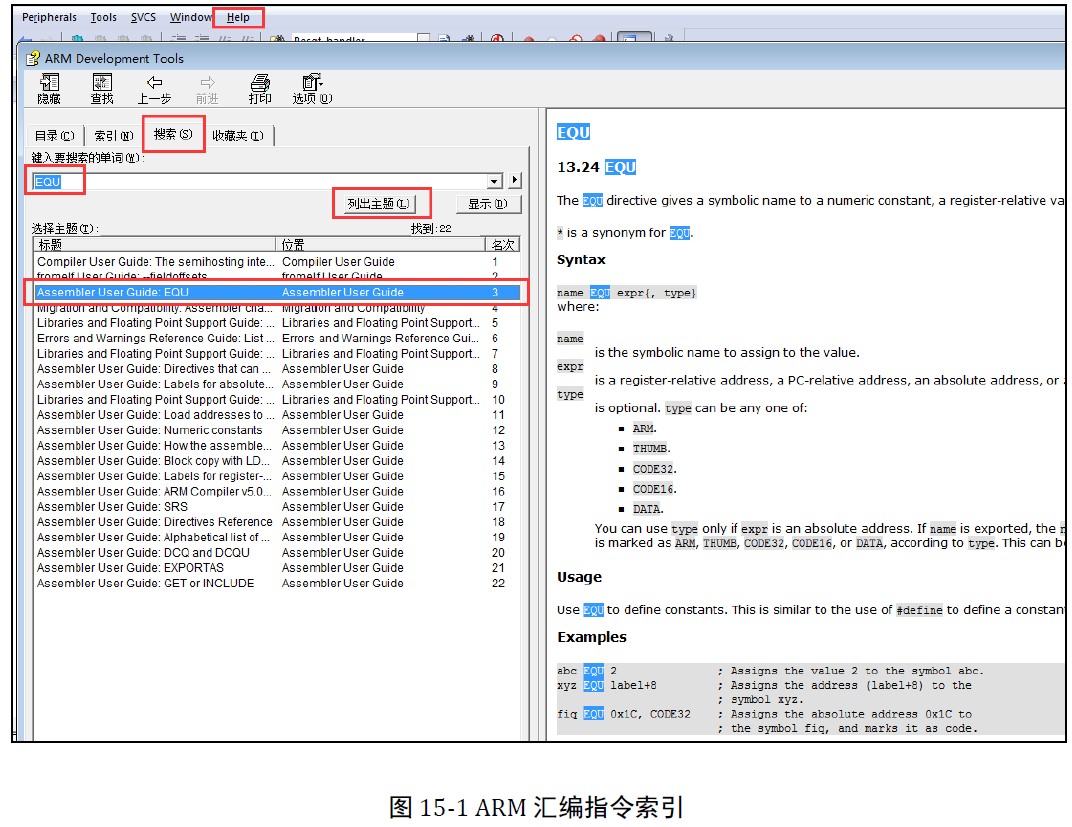 Peripherals Tools SVCS Window Help
Reset_handler
ARM Development Tools
隐藏 查找 上一步 前进 打印 选项(O)
目录(C) 索引(N) 搜索(S) 收藏夹(I)
键入要搜索的单词(W):
EQU
列出主题(L) 显示(D)
选择主题(T): 找到:22
标题 位置 名次
Compiler User Guide: The semihosting inte... Compiler User Guide 1
fromelf User Guide: --fieldoffsets fromelf User Guide 2
Assembler User Guide: EQU Assembler User Guide 3
Migration and Compatibility: Assembler cha... Migration and Compatibility 4
Libraries and Floating Point Support Guide: ... Libraries and Floating Point Support... 5
Errors and Warnings Reference Guide: List ... Errors and Warnings Reference Gui... 6
Libraries and Floating Point Support Guide: ... Libraries and Floating Point Support... 7
Assembler User Guide: Directives that can ... Assembler User Guide 8
Assembler User Guide: Labels for absolute... Assembler User Guide 9
Libraries and Floating Point Support Guide: ... Libraries and Floating Point Support... 10
Assembler User Guide: Load addresses to ... Assembler User Guide 11
Assembler User Guide: Numeric constants Assembler User Guide 12
Assembler User Guide: How the assemble... Assembler User Guide 13
Assembler User Guide: Block copy with LD... Assembler User Guide 14
Assembler User Guide: Labels for register-... Assembler User Guide 15
Assembler User Guide: ARM Compiler v5.0... Assembler User Guide 16
Assembler User Guide: SRS Assembler User Guide 17
Assembler User Guide: Directives Reference Assembler User Guide 18
Assembler User Guide: Alphabetical list of ... Assembler User Guide 19
Assembler User Guide: DCQ and DCQU Assembler User Guide 20
Assembler User Guide: EXPORTAS Assembler User Guide 21
Assembler User Guide: GET or INCLUDE Assembler User Guide 22
EQU
13.24 EQU
The EQU directive gives a symbolic name to a numeric constant, a register-relative va
* is a synonym for EQU.
Syntax
name EQU expr{, type}
where:
name
is the symbolic name to assign to the value.
expr
is a register-relative address, a PC-relative address, an absolute address, or
type
is optional. type can be any one of:
▪ ARM.
▪ THUMB.
▪ CODE32.
▪ CODE16.
▪ DATA.
You can use type only if expr is an absolute address. If name is exported, the
is marked as ARM, THUMB, CODE32, CODE16, or DATA, according to type. This can b
Usage
Use EQU to define constants. This is similar to the use of #define to define a constan
Examples
abc EQU 2 ; Assigns the value 2 to the symbol abc.
xyz EQU label+8 ; Assigns the address (label+8) to the
; symbol xyz.
fiq EQU 0x1C, CODE32 ; Assigns the absolute address 0x1C to
; the symbol fiq, and marks it as code.
图 15-1 ARM 汇编指令索引